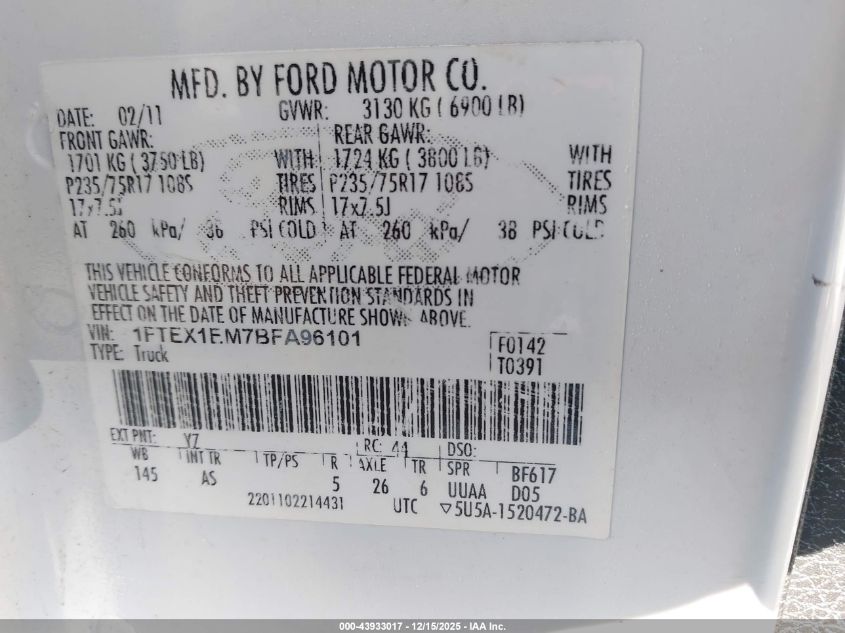 MFD. BY FORD MOTOR CO.
DATE: 02/11 GVWR: 3130 KG ( 6900 LB)
FRONT GAWR: REAR GAWR:
1701 KG ( 3750 LB) WITH 1724 KG ( 3800 LB) WITH
P235/75R17 108S TIRES P235/75R17 108S TIRES
17x7.5J RIMS 17x7.5J RIMS
AT 260 kPa/ 38 PSI COLD AT 260 kPa/ 38 PSI COLD
THIS VEHICLE CONFORMS TO ALL APPLICABLE FEDERAL MOTOR
VEHICLE SAFETY AND THEFT PREVENTION STANDARDS IN
EFFECT ON THE DATE OF MANUFACTURE SHOWN ABOVE.
VIN: F0142
TYPE: Truck T0391
EXT PNT: YZ RC: 44 DSO:
WB INT TR TP/PS R AXLE TR SPR BF617
145 AS 5 26 6 UUAA D05
2201102214431 UTC ▽5U5A-1520472-BA
000-43933017 - 12/15/2025 - IAA Inc.